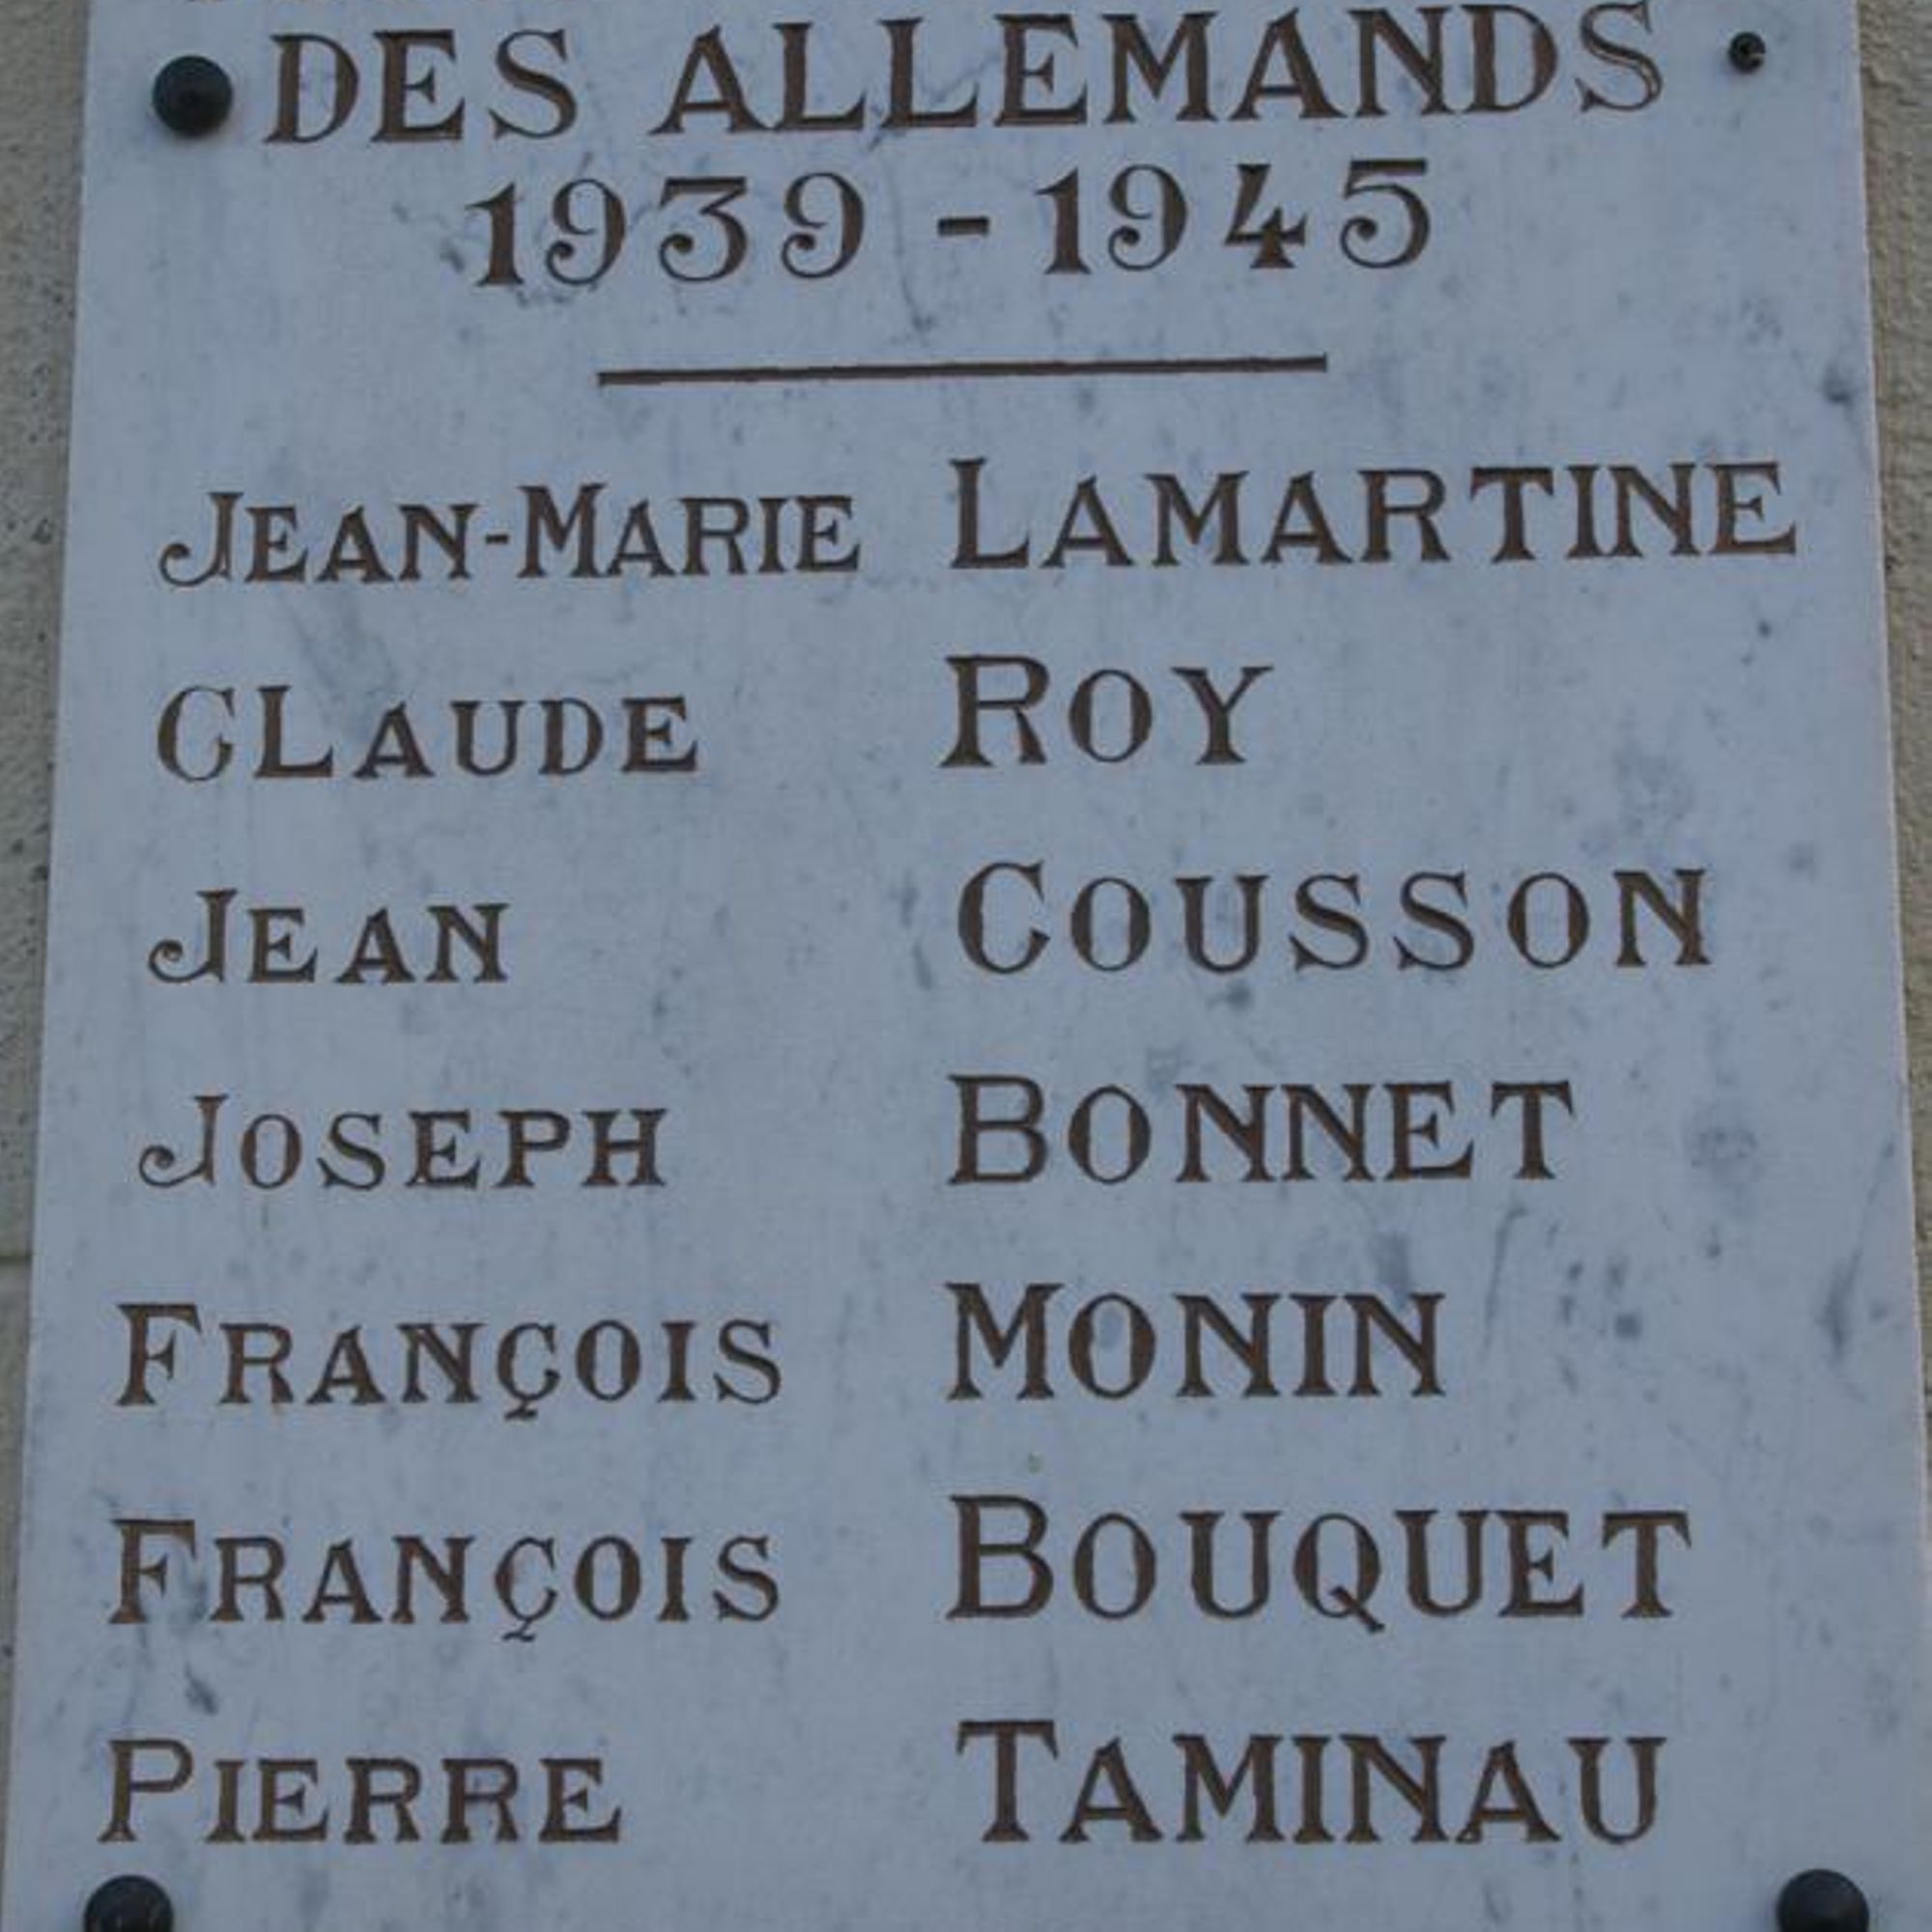 DES ALLEMANDS
1939 - 1945
JEAN-MARIE LAMARTINE
CLAUDE ROY
JEAN COUSSON
JOSEPH BONNET
FRANÇOIS MONIN
FRANÇOIS BOUQUET
PIERRE TAMINAU